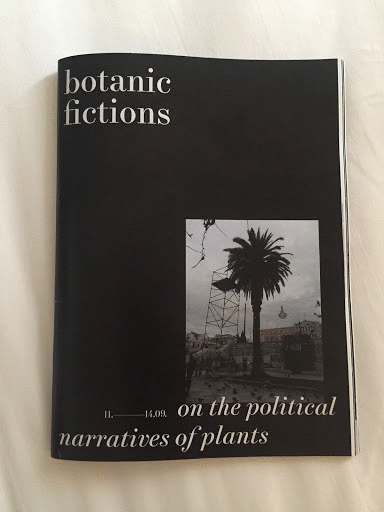 botanic
fictions
11.———14.09. on the political
narratives of plants